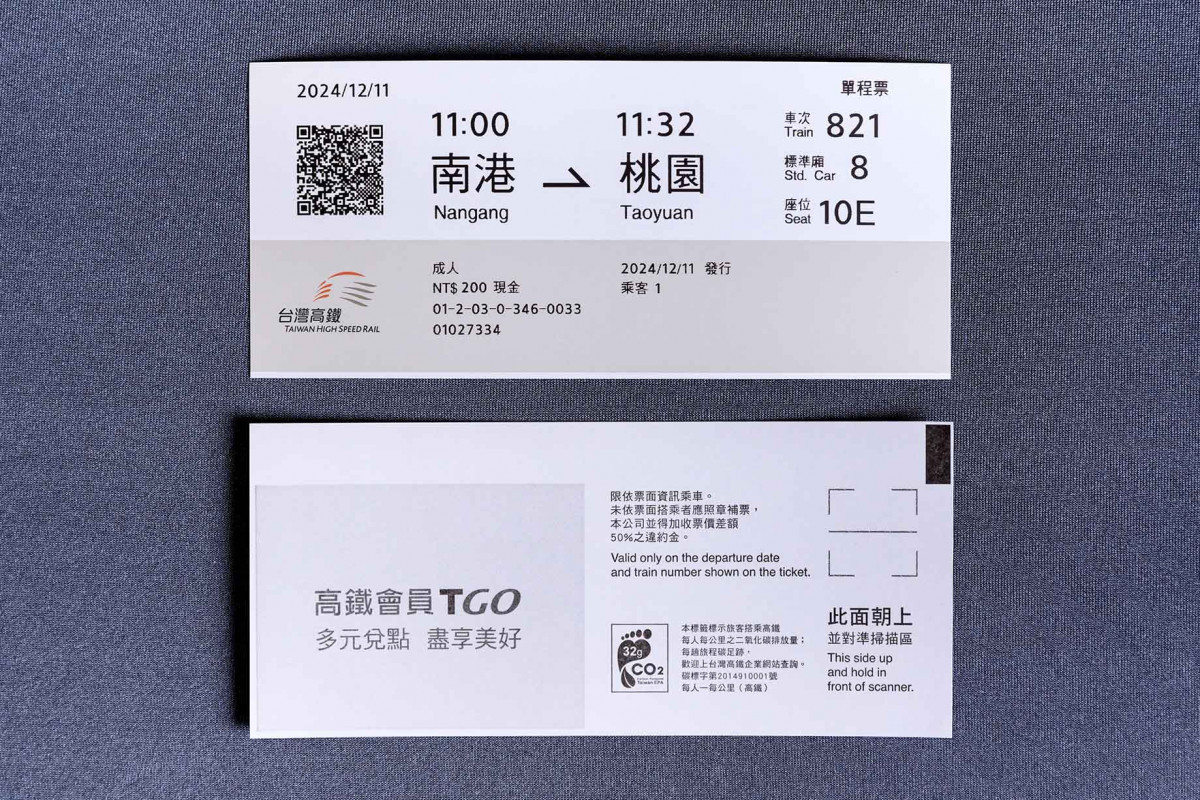 2024/12/11
單程票
11:00
11:32
車次
Train 821
南港
桃園
標準廂
Std. Car 8
Nangang
Taoyuan
座位
Seat 10E
成人
2024/12/11 發行
NT$ 200 現金
乘客 1
01-2-03-0-346-0033
01027334
台灣高鐵
TAIWAN HIGH SPEED RAIL
高鐵會員TGO
多元兌點 盡享美好
限依票面資訊乘車。
未依票面搭乘者應照章補票，
本公司並得加收票價差額
50%之違約金。
Valid only on the departure date
and train number shown on the ticket.
32g
CO2
Taiwan EPA
本標籤標示旅客搭乘高鐵
每人每公里之二氧化碳排放量；
每趟旅程碳足跡，
歡迎上台灣高鐵企業網站查詢。
碳標字第2014910001號
每人一每公里（高鐵）
此面朝上
並對準掃描區
This side up
and hold in
front of scanner.